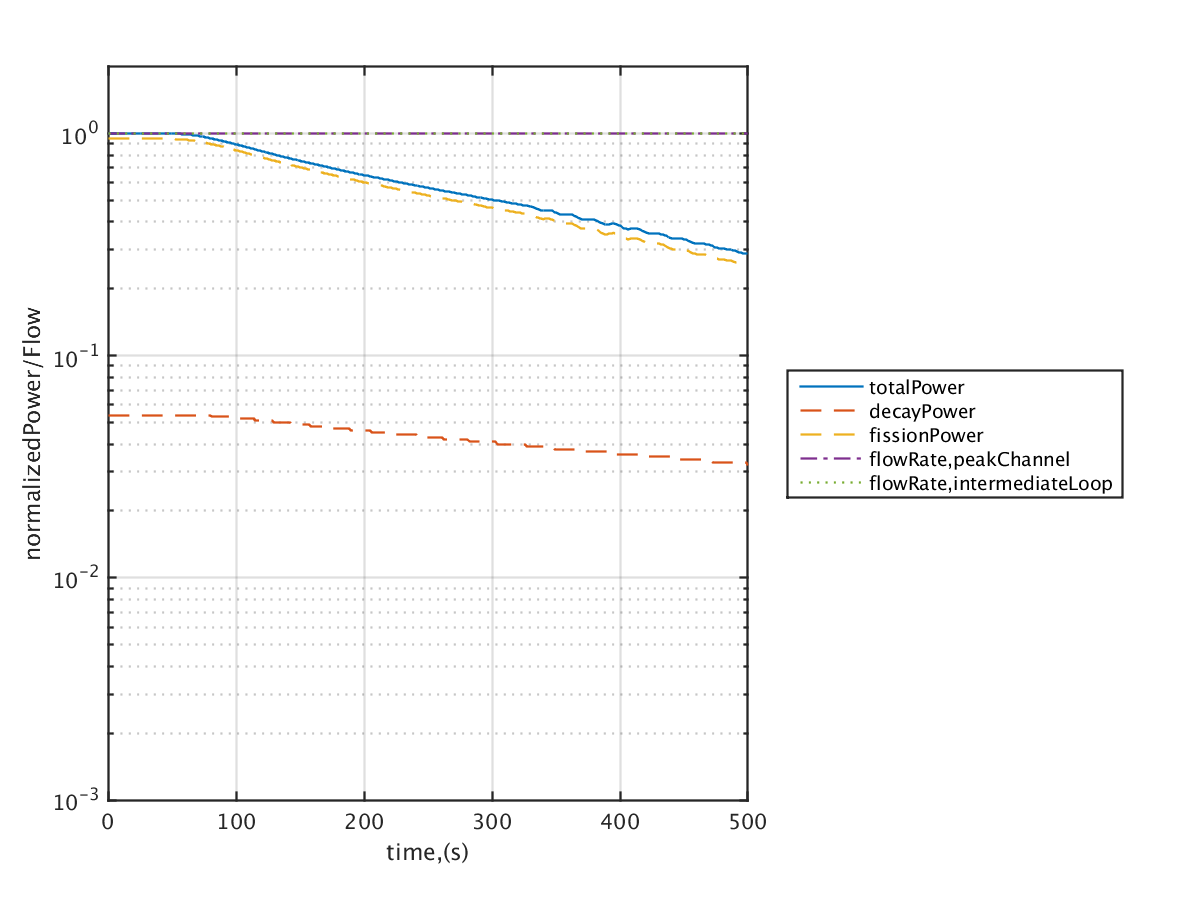 10^0
10^-1
10^-2
10^-3
normalizedPower/Flow
0 100 200 300 400 500
time,(s)
totalPower
decayPower
fissionPower
flowRate,peakChannel
flowRate,intermediateLoop